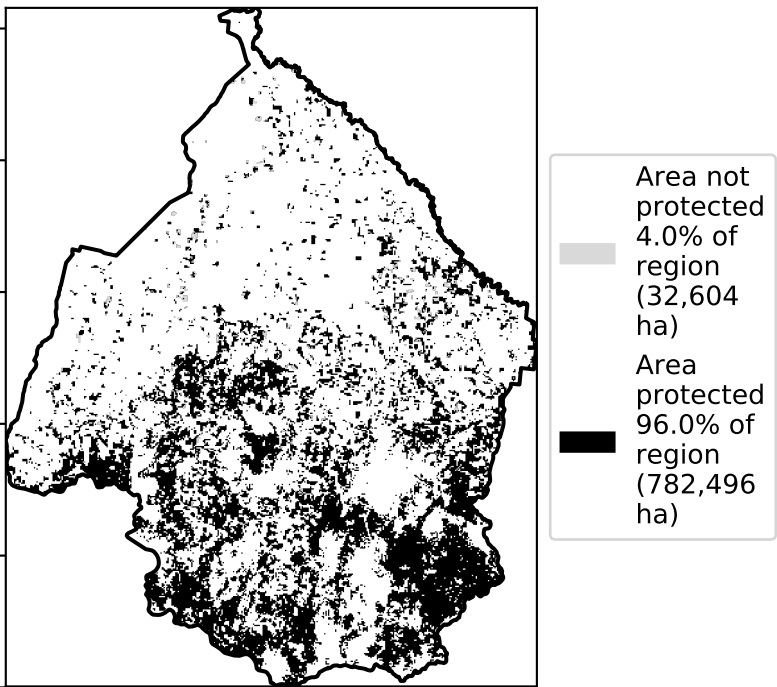 Area not
protected
4.0% of
region
(32,604
ha)
Area
protected
96.0% of
region
(782,496
ha)